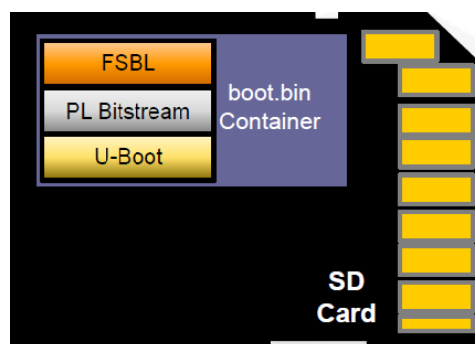 FSBL
PL Bitstream
U-Boot
boot.bin
Container
SD
Card